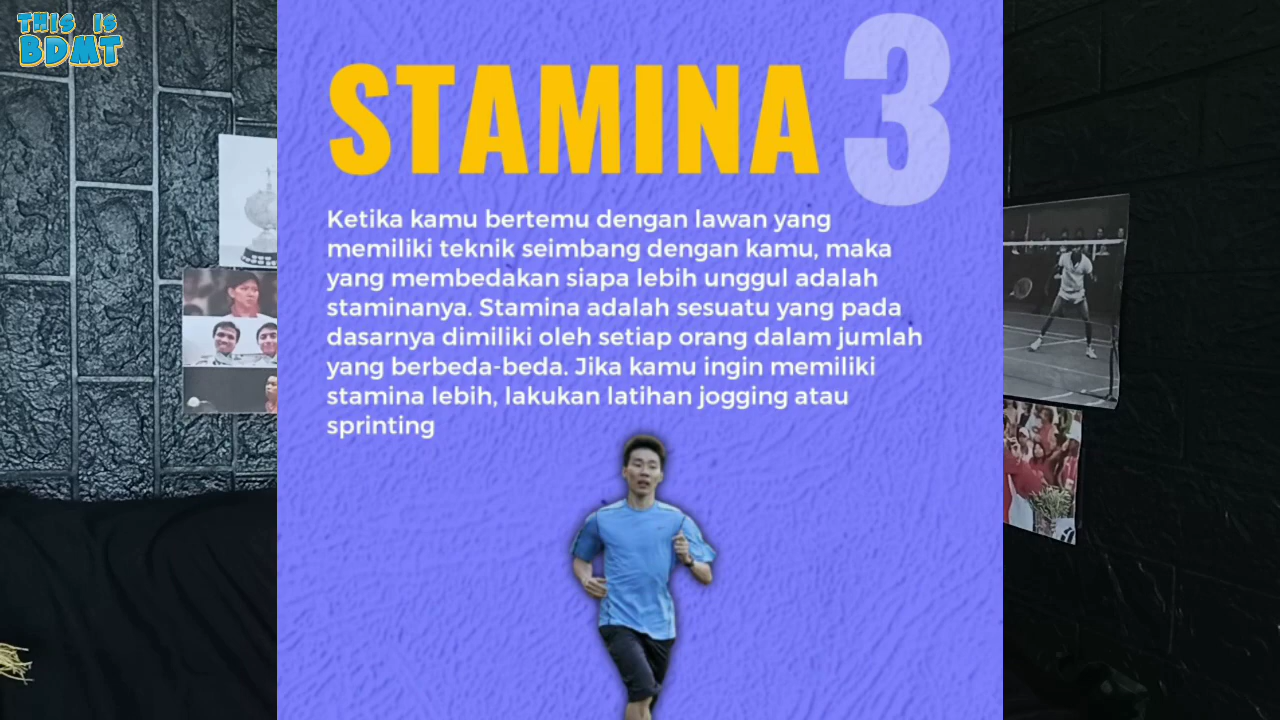 THIS IS
BDMT
STAMINA 3
Ketika kamu bertemu dengan lawan yang
memiliki teknik seimbang dengan kamu, maka
yang membedakan siapa lebih unggul adalah
staminanya. Stamina adalah sesuatu yang pada
dasarnya dimiliki oleh setiap orang dalam jumlah
yang berbeda-beda. Jika kamu ingin memiliki
stamina lebih, lakukan latihan jogging atau
sprinting